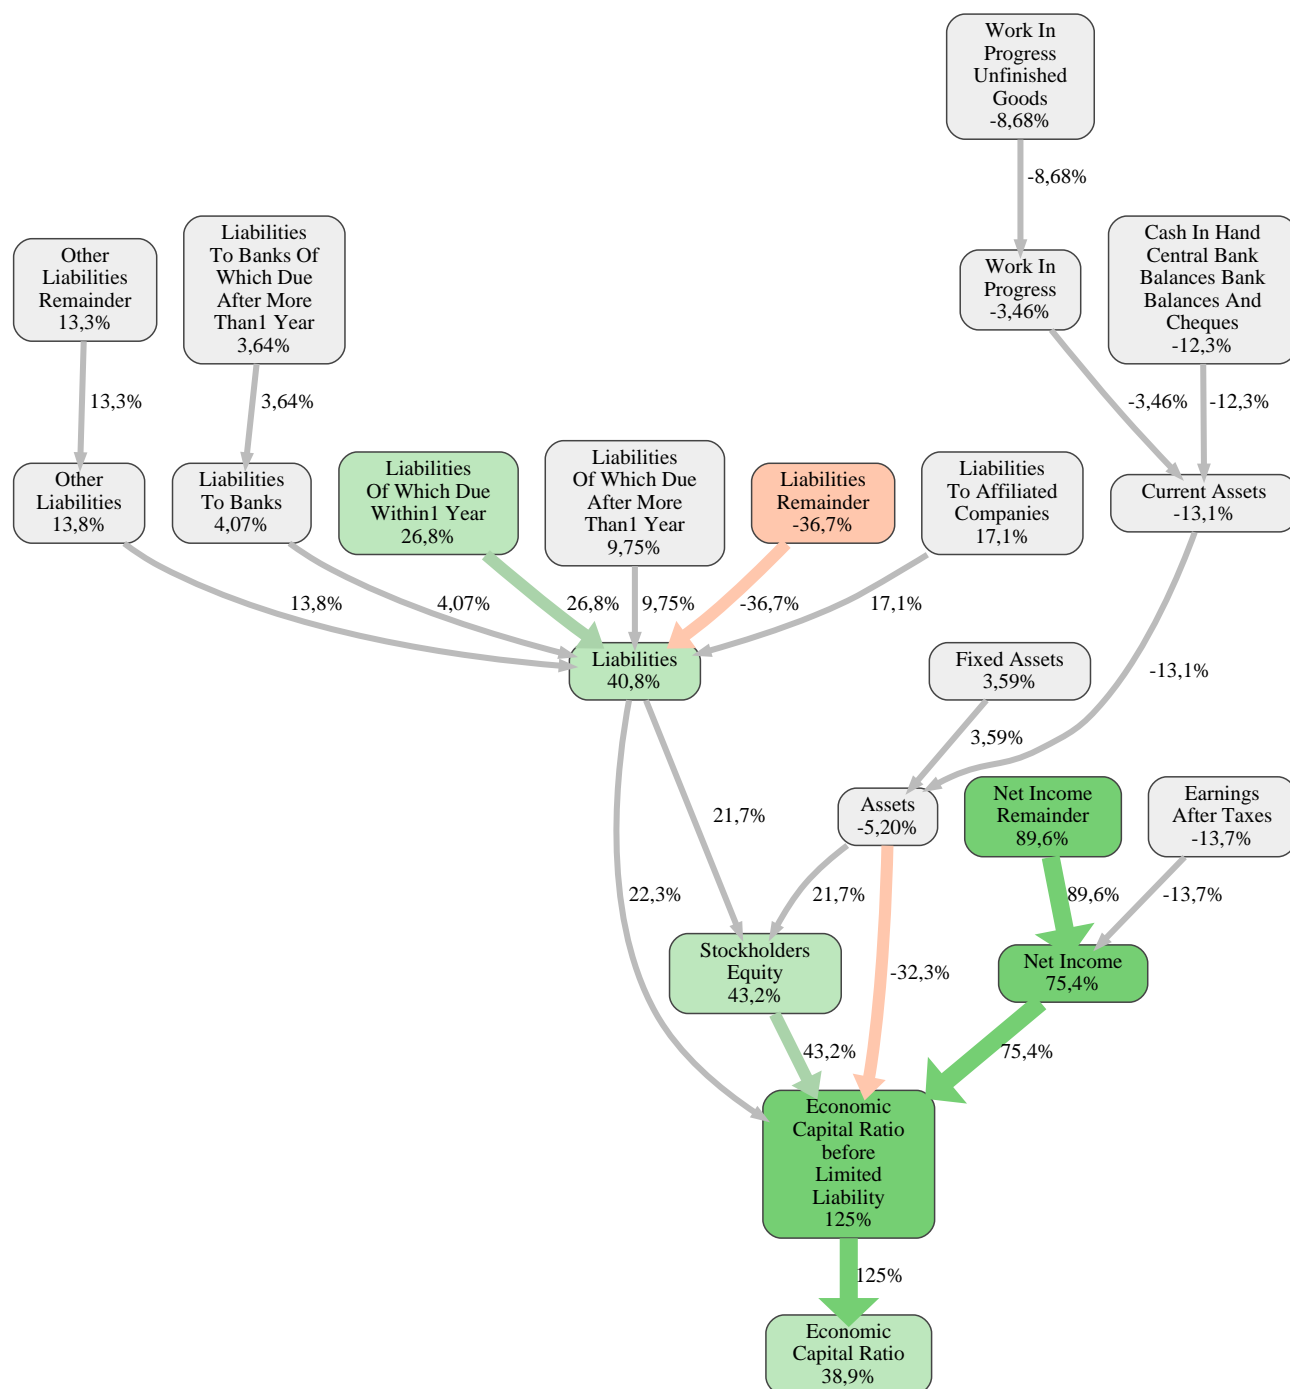 Work In
Progress
Unfinished
Goods
-8,68%
-8,68%
Other
Liabilities
Remainder
13,3%
Liabilities
To Banks Of
Which Due
After More
Than1 Year
3,64%
Work In
Progress
-3,46%
Cash In Hand
Central Bank
Balances Bank
Balances And
Cheques
-12,3%
13,3%
3,64%
-3,46%
-12,3%
Other
Liabilities
13,8%
Liabilities
To Banks
4,07%
Liabilities
Of Which Due
Within1 Year
26,8%
Liabilities
Of Which Due
After More
Than1 Year
9,75%
Liabilities
Remainder
-36,7%
Liabilities
To Affiliated
Companies
17,1%
Current Assets
-13,1%
13,8%
4,07%
26,8%
9,75%
-36,7%
17,1%
Liabilities
40,8%
Fixed Assets
3,59%
-13,1%
3,59%
Assets
-5,20%
Net Income
Remainder
89,6%
Earnings
After Taxes
-13,7%
21,7%
22,3%
21,7%
89,6%
-13,7%
Stockholders
Equity
43,2%
-32,3%
Net Income
75,4%
43,2%
75,4%
Economic
Capital Ratio
before
Limited
Liability
125%
125%
Economic
Capital Ratio
38,9%